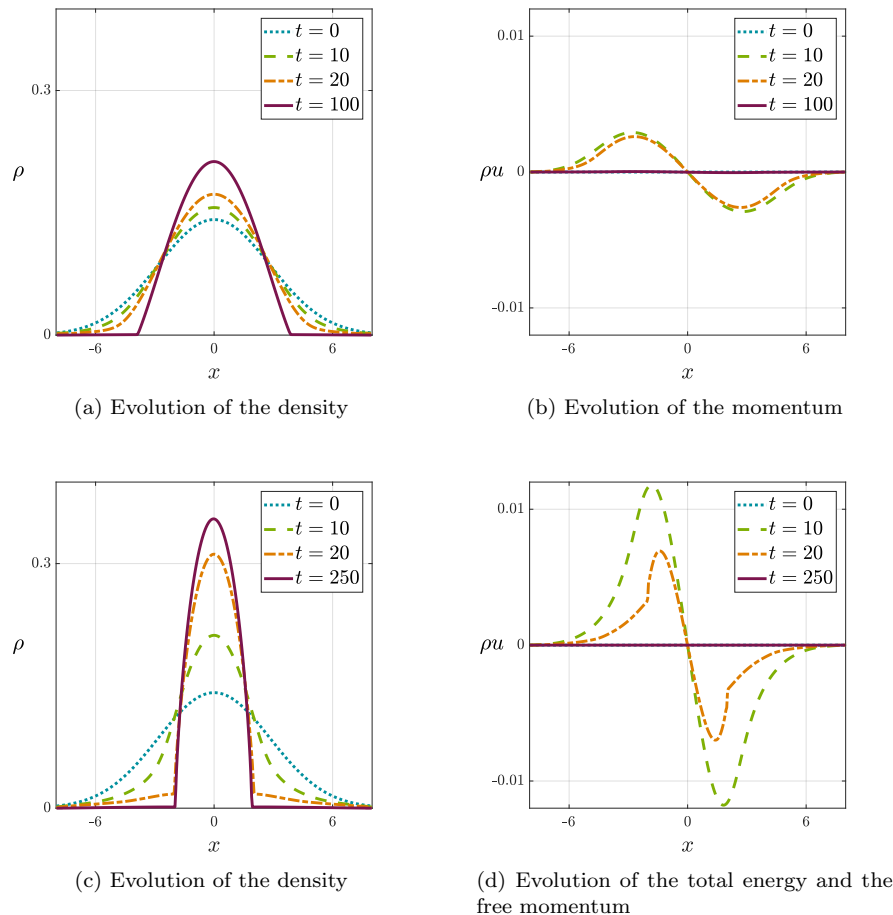 t = 0
t = 10
t = 20
t = 100
0.3
ρ
0
-6 0 6
x
(a) Evolution of the density
0.01
t = 0
t = 10
t = 20
t = 100
ρu
0
-0.01
-6 0 6
x
(b) Evolution of the momentum
t = 0
t = 10
t = 20
t = 250
0.3
ρ
0
-6 0 6
x
(c) Evolution of the density
0.01
t = 0
t = 10
t = 20
t = 250
ρu
0
-0.01
-6 0 6
x
(d) Evolution of the total energy and the
free momentum